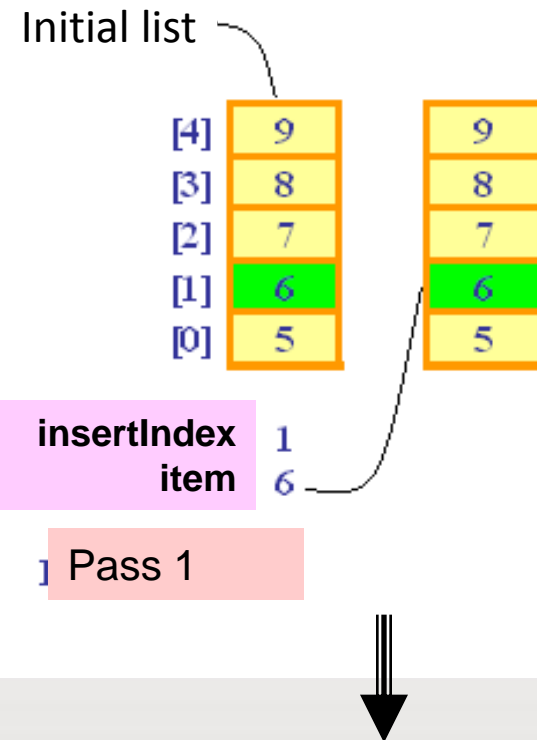 Initial list
[4] 9 9
[3] 8 8
[2] 7 7
[1] 6 6
[0] 5 5
insertIndex 1
item 6
Pass 1